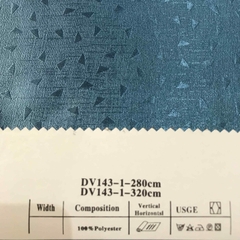 DV143-1-280cm
DV143-1-320cm
Width Composition Vertical Horizontal USGE
100% Polyester